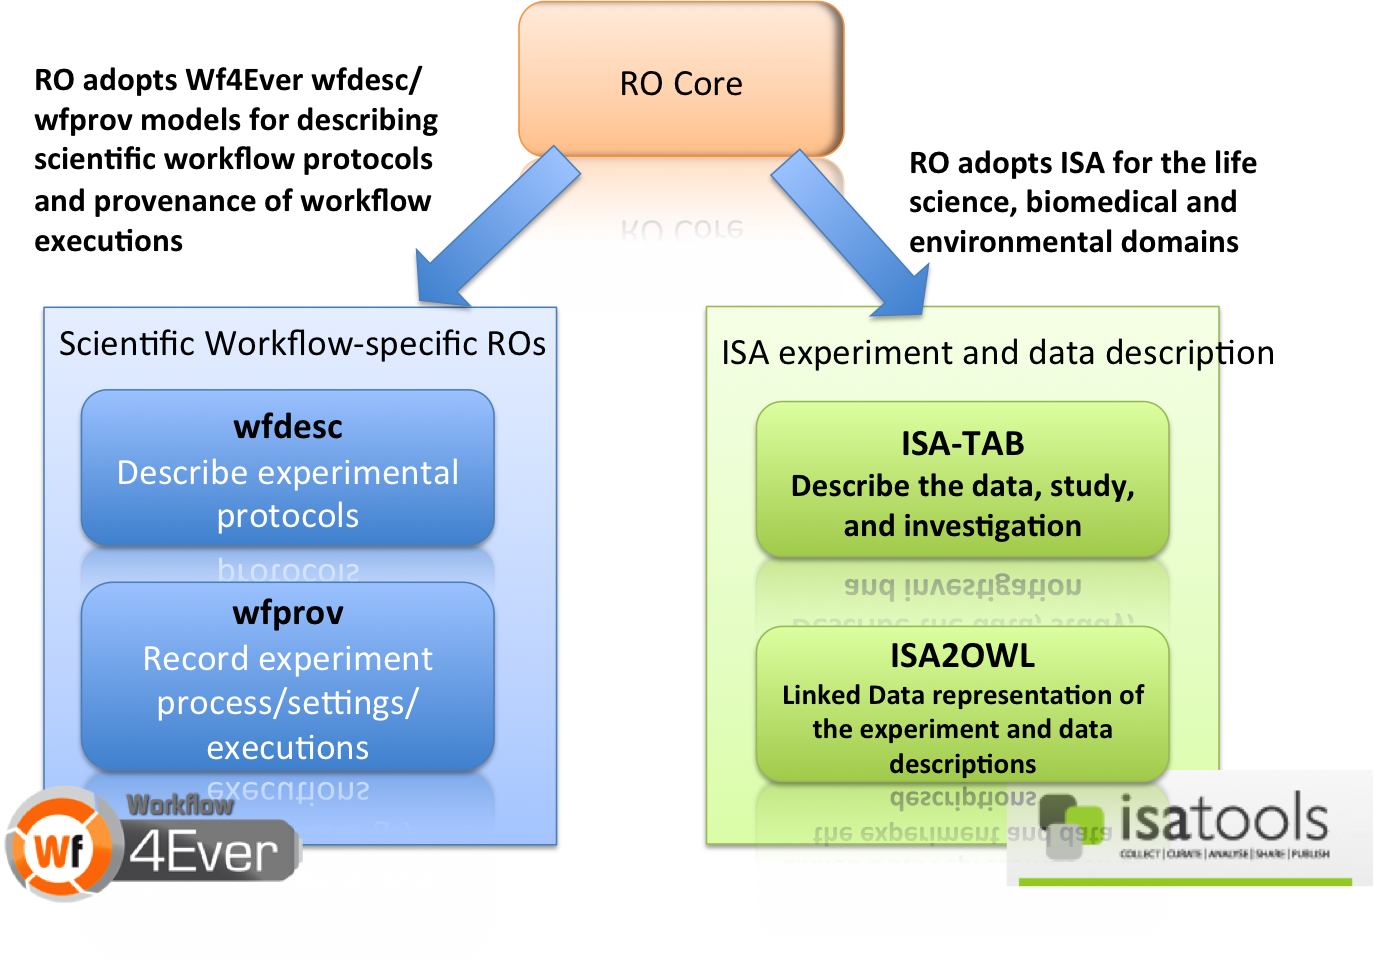 RO Core
RO adopts Wf4Ever wfdesc/
wfprov models for describing
scientific workflow protocols
and provenance of workflow
executions
RO adopts ISA for the life
science, biomedical and
environmental domains
Scientific Workflow-specific ROs
wfdesc
Describe experimental
protocols
wfprov
Record experiment
process/settings/
executions
Wf
Workflow
4Ever
ISA experiment and data description
ISA-TAB
Describe the data, study,
and investigation
ISA2OWL
Linked Data representation of
the experiment and data
descriptions
isatools
COLLECT | CURATE | ANALYSE | SHARE | PUBLISH